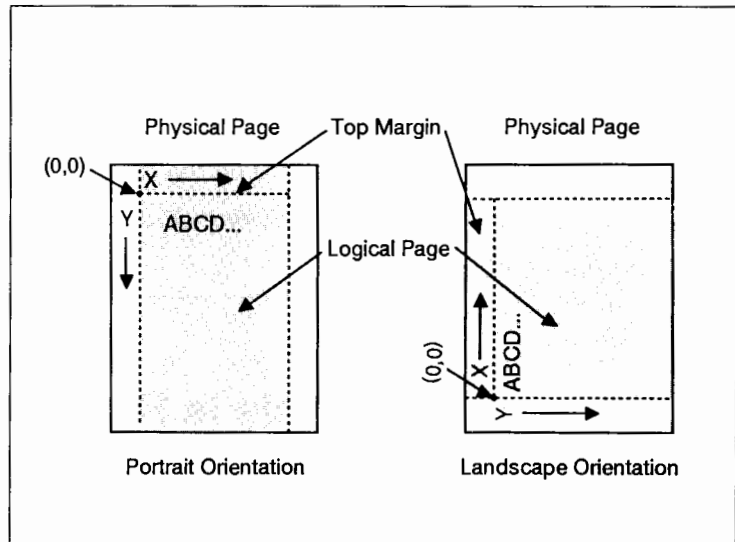 Physical Page
Top Margin
Physical Page
(0,0)
X
Y
ABCD...
Logical Page
X
ABCD...
(0,0)
Y
Portrait Orientation
Landscape Orientation